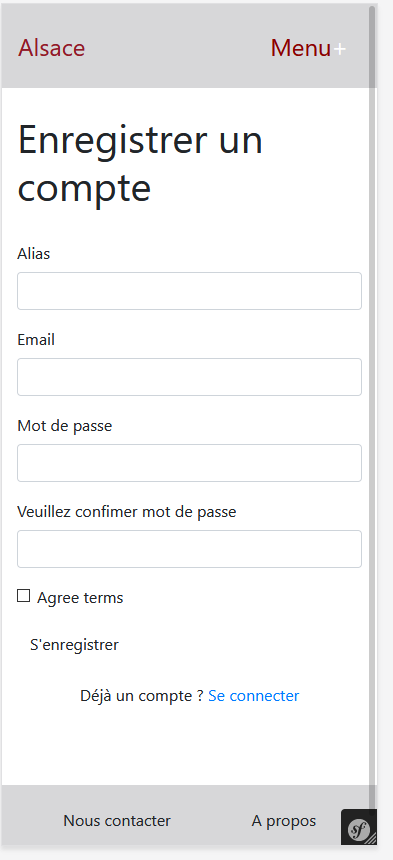 Alsace Menu+
Enregistrer un
compte
Alias
Email
Mot de passe
Veuillez confimer mot de passe
Agree terms
S'enregistrer
Déjà un compte ? Se connecter
Nous contacter A propos
sf